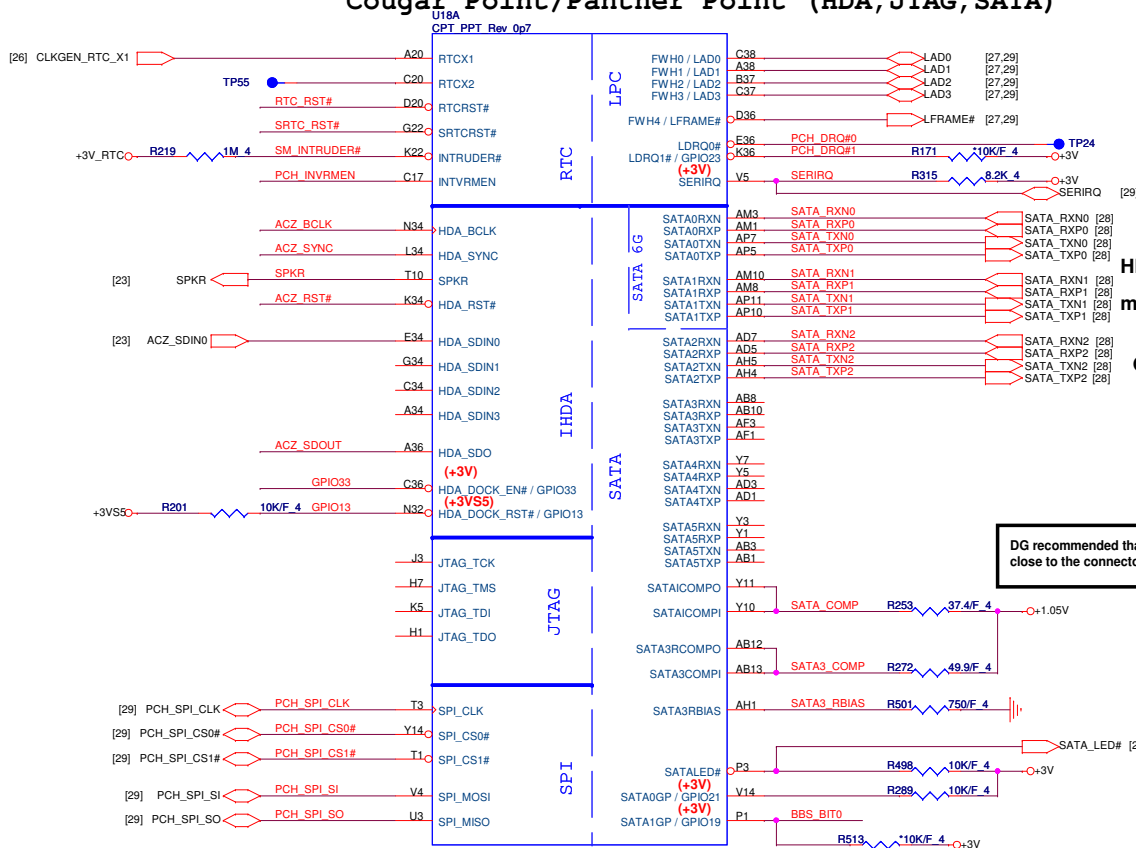 Cougar Point/Panther Point (HDA,JTAG,SATA)
U18A
CPT_PPT_Rev_0p7
[26] CLKGEN_RTC_X1 A20 RTCX1
TP55 C20 RTCX2
RTC_RST# D20 RTCRST#
SRTC_RST# G22 SRTCRST#
+3V_RTC R219 1M_4 SM_INTRUDER# K22 INTRUDER#
PCH_INVRMEN C17 INTVRMEN
RTC
LPC
FWH0 / LAD0 C38 LAD0 [27,29]
FWH1 / LAD1 A38 LAD1 [27,29]
FWH2 / LAD2 B37 LAD2 [27,29]
FWH3 / LAD3 C37 LAD3 [27,29]
FWH4 / LFRAME# D36 LFRAME# [27,29]
LDRQ0# E36 PCH_DRQ#0 TP24
LDRQ1# / GPIO23 K36 PCH_DRQ#1 R171 *10K/F_4 +3V
(+3V)
SERIRQ V5 SERIRQ R315 8.2K_4 +3V
SERIRQ [29
ACZ_BCLK N34 HDA_BCLK
ACZ_SYNC L34 HDA_SYNC
[23] SPKR SPKR T10 SPKR
ACZ_RST# K34 HDA_RST#
[23] ACZ_SDIN0 E34 HDA_SDIN0
G34 HDA_SDIN1
C34 HDA_SDIN2
A34 HDA_SDIN3
ACZ_SDOUT A36 HDA_SDO
(+3V)
GPIO33 C36 HDA_DOCK_EN# / GPIO33
(+3VS5)
+3VS5 R201 10K/F_4 GPIO13 N32 HDA_DOCK_RST# / GPIO13
IHDA
SATA 6G
SATA
SATA0RXN AM3 SATA_RXN0 SATA_RXN0 [28]
SATA0RXP AM1 SATA_RXP0 SATA_RXP0 [28]
SATA0TXN AP7 SATA_TXN0 SATA_TXN0 [28]
SATA0TXP AP5 SATA_TXP0 SATA_TXP0 [28]
SATA1RXN AM10 SATA_RXN1 SATA_RXN1 [28]
SATA1RXP AM8 SATA_RXP1 SATA_RXP1 [28]
SATA1TXN AP11 SATA_TXN1 SATA_TXN1 [28]
SATA1TXP AP10 SATA_TXP1 SATA_TXP1 [28]
SATA2RXN AD7 SATA_RXN2 SATA_RXN2 [28]
SATA2RXP AD5 SATA_RXP2 SATA_RXP2 [28]
SATA2TXN AH5 SATA_TXN2 SATA_TXN2 [28]
SATA2TXP AH4 SATA_TXP2 SATA_TXP2 [28]
SATA3RXN AB8
SATA3RXP AB10
SATA3TXN AF3
SATA3TXP AF1
SATA4RXN Y7
SATA4RXP Y5
SATA4TXN AD3
SATA4TXP AD1
SATA5RXN Y3
SATA5RXP Y1
SATA5TXN AB3
SATA5TXP AB1
DG recommended tha
close to the connecto
J3 JTAG_TCK
H7 JTAG_TMS
K5 JTAG_TDI
H1 JTAG_TDO
JTAG
SATAICOMPO Y11
SATAICOMPI Y10 SATA_COMP R253 37.4/F_4 +1.05V
SATA3RCOMPO AB12
SATA3COMPI AB13 SATA3_COMP R272 49.9/F_4
SATA3RBIAS AH1 SATA3_RBIAS R501 750/F_4
[29] PCH_SPI_CLK PCH_SPI_CLK T3 SPI_CLK
[29] PCH_SPI_CS0# PCH_SPI_CS0# Y14 SPI_CS0#
[29] PCH_SPI_CS1# PCH_SPI_CS1# T1 SPI_CS1#
[29] PCH_SPI_SI PCH_SPI_SI V4 SPI_MOSI
[29] PCH_SPI_SO PCH_SPI_SO U3 SPI_MISO
SPI
SATA_LED# [2
SATALED# P3 R498 10K/F_4 +3V
(+3V)
SATA0GP / GPIO21 V14 R289 10K/F_4
(+3V)
SATA1GP / GPIO19 P1 BBS_BIT0
R513 *10K/F_4 +3V